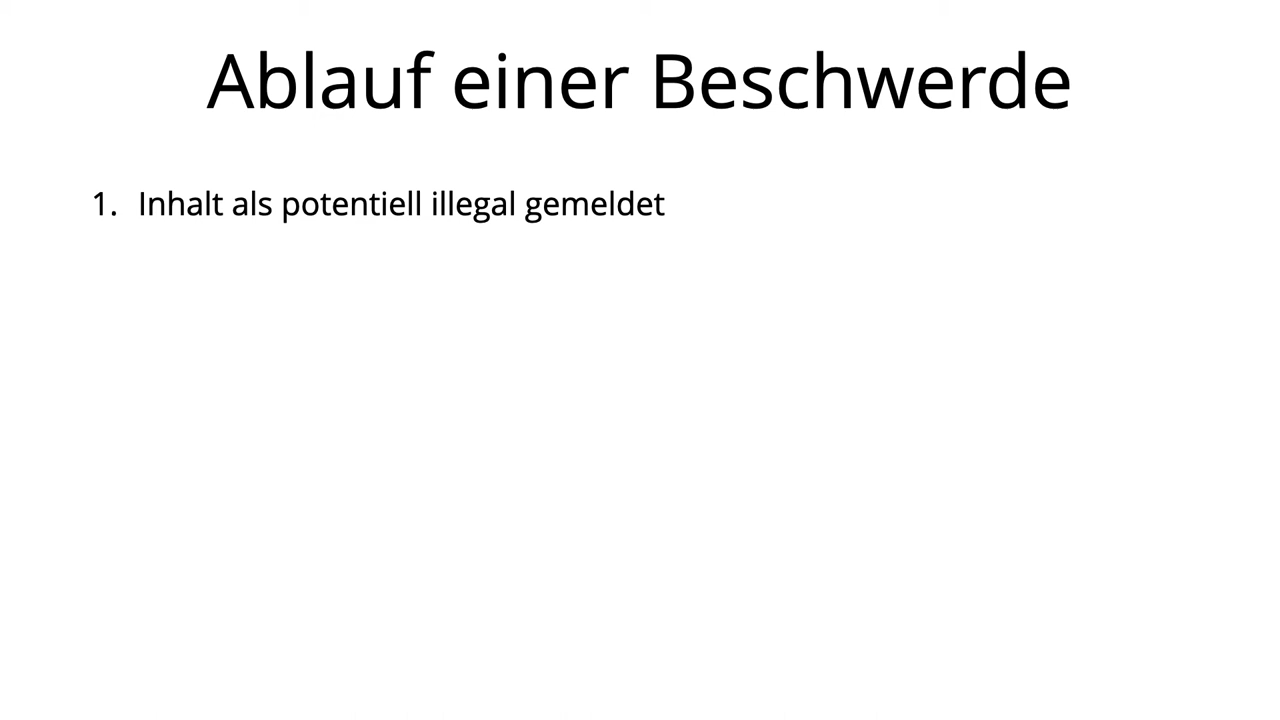 Ablauf einer Beschwerde
1. Inhalt als potentiell illegal gemeldet